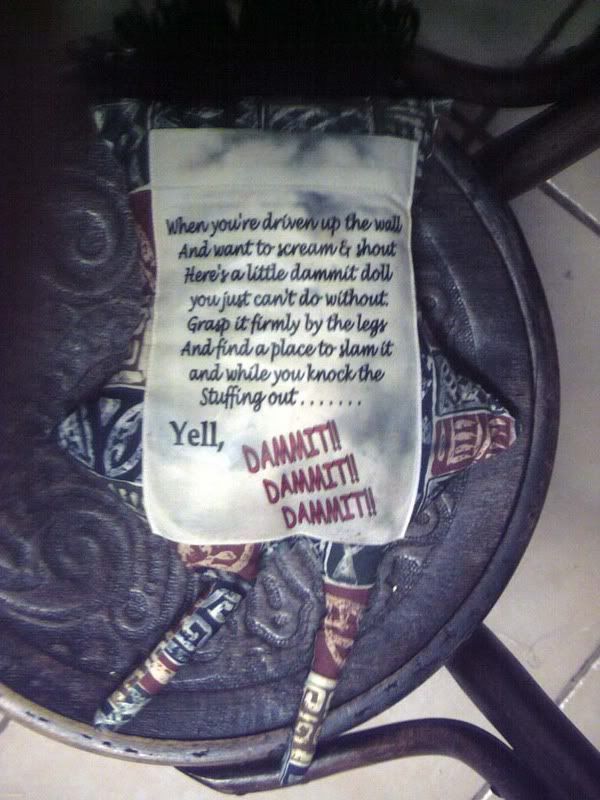 When you're driven up the wall
And want to scream & shout
Here's a little dammit doll
you just can't do without.
Grasp it firmly by the legs
And find a place to slam it
and while you knock the
Stuffing out.......
Yell, DAMMIT!!
DAMMIT!!
DAMMIT!!